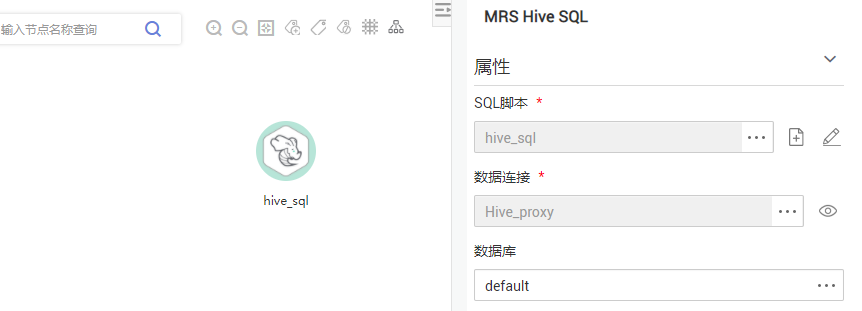 MRS Hive SQL
输入节点名称查询
属性
SQL脚本 *
hive_sql
数据连接 *
hive_sql
Hive_proxy
数据库
default